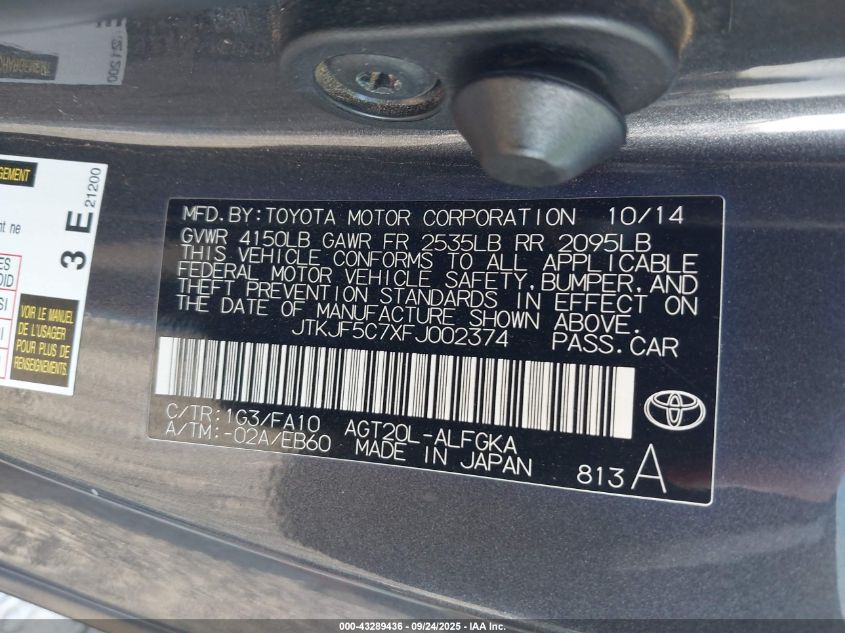 MFD. BY: TOYOTA MOTOR CORPORATION 10/14
GVWR 4150LB GAWR FR 2535LB RR 2095LB
THIS VEHICLE CONFORMS TO ALL APPLICABLE
FEDERAL MOTOR VEHICLE SAFETY, BUMPER, AND
THEFT PREVENTION STANDARDS IN EFFECT ON
THE DATE OF MANUFACTURE SHOWN ABOVE.
JTKJF5C7XFJ002374 PASS. CAR
C/TR: 1G3/FA10 AGT20L-ALFGKA
A/TM: -02A/EB60 MADE IN JAPAN 813 A
3 E
21200
VOIR LE MANUEL
DE L'USAGER
POUR PLUS DE
RENSEIGNEMENTS.
000-43289436 - 09/24/2025 - IAA Inc.